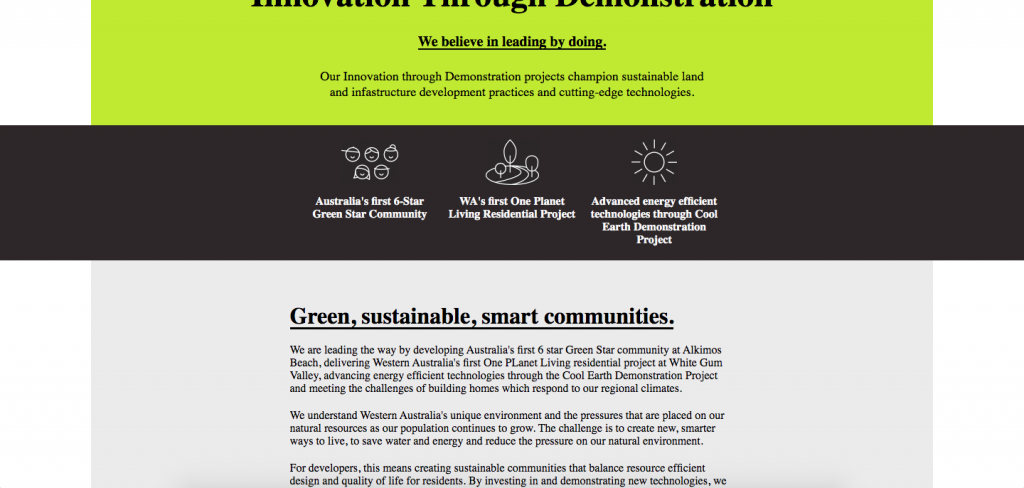 Innovation Through Demonstration
We believe in leading by doing.
Our Innovation through Demonstration projects champion sustainable land
and infastructure development practices and cutting-edge technologies.
Australia's first 6-Star
Green Star Community
WA's first One Planet
Living Residential Project
Advanced energy efficient
technologies through Cool
Earth Demonstration
Project
Green, sustainable, smart communities.
We are leading the way by developing Australia's first 6 star Green Star community at Alkimos
Beach, delivering Western Australia's first One PLanet Living residential project at White Gum
Valley, advancing energy efficient technologies through the Cool Earth Demonstration Project
and meeting the challenges of building homes which respond to our regional climates.
We understand Western Australia's unique environment and the pressures that are placed on our
natural resources as our population continues to grow. The challenge is to create new, smarter
ways to live, to save water and energy and reduce the pressure on our natural environment.
For developers, this means creating sustainable communities that balance resource efficient
design and quality of life for residents. By investing in and demonstrating new technologies, we